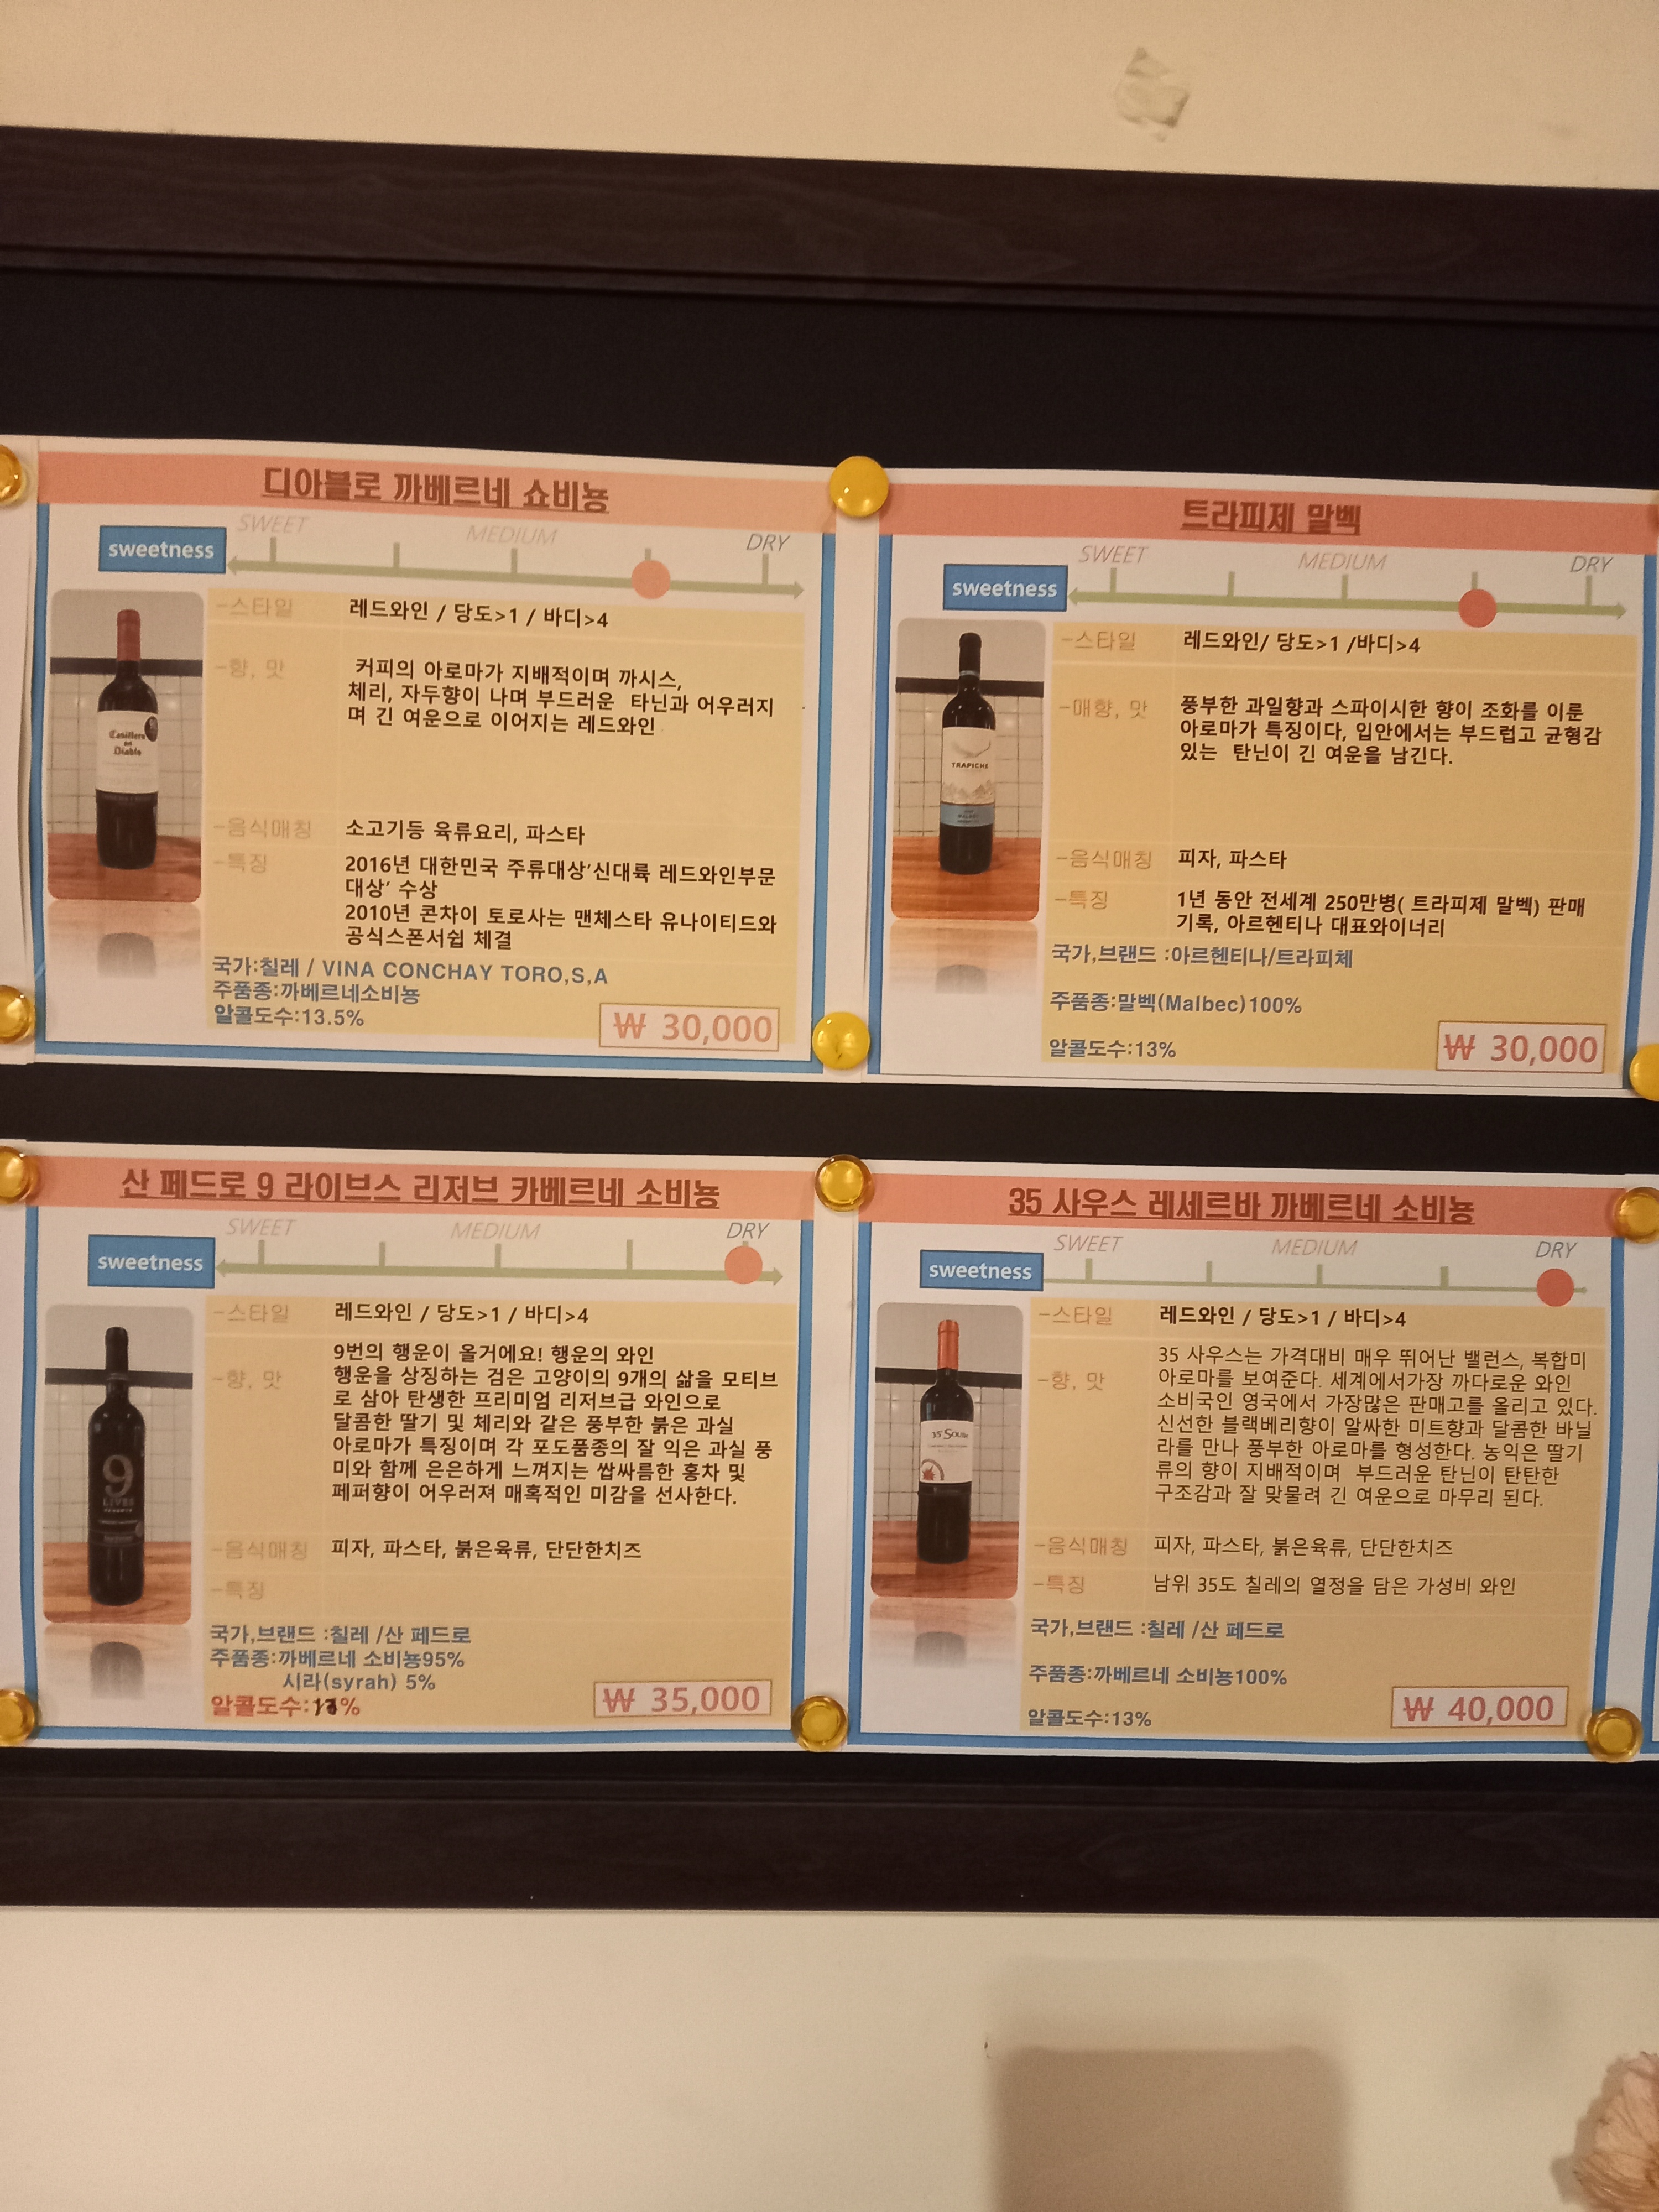 디아블로 까베르네 쇼비뇽
SWEET MEDIUM DRY
sweetness
-스타일 레드와인 / 당도>1 / 바디>4
-향, 맛 커피의 아로마가 지배적이며 까시스,
체리, 자두향이 나며 부드러운 타닌과 어우러지
며 긴 여운으로 이어지는 레드와인
-음식매칭 소고기등 육류요리, 파스타
-특징 2016년 대한민국 주류대상'신대륙 레드와인부문
대상' 수상
2010년 콘차이 토로사는 맨체스타 유나이티드와
공식스폰서쉽 체결
국가:칠레 / VINA CONCHAY TORO,S,A
주품종:까베르네소비뇽
알콜도수:13.5%
₩ 30,000
Casillero
del
Diablo
트라피제 말벡
SWEET MEDIUM DRY
sweetness
-스타일 레드와인/ 당도>1 /바디>4
-매향, 맛 풍부한 과일향과 스파이시한 향이 조화를 이룬
아로마가 특징이다, 입안에서는 부드럽고 균형감
있는 탄닌이 긴 여운을 남긴다.
-음식매칭 피자, 파스타
-특징 1년 동안 전세계 250만병( 트라피제 말벡) 판매
기록, 아르헨티나 대표와이너리
국가,브랜드 :아르헨티나/트라피체
주품종:말벡(Malbec)100%
알콜도수:13%
₩ 30,000
TRAPICHE
산 페드로 9 라이브스 리저브 카베르네 소비뇽
SWEET MEDIUM DRY
sweetness
-스타일 레드와인 / 당도>1 / 바디>4
-향, 맛 9번의 행운이 올거에요! 행운의 와인
행운을 상징하는 검은 고양이의 9개의 삶을 모티브
로 삼아 탄생한 프리미엄 리저브급 와인으로
달콤한 딸기 및 체리와 같은 풍부한 붉은 과실
아로마가 특징이며 각 포도품종의 잘 익은 과실 풍
미와 함께 은은하게 느껴지는 쌉싸름한 홍차 및
페퍼향이 어우러져 매혹적인 미감을 선사한다.
-음식매칭 피자, 파스타, 붉은육류, 단단한치즈
-특징
국가,브랜드 :칠레 /산 페드로
주품종:까베르네 소비뇽95%
시라(syrah) 5%
알콜도수: %
₩ 35,000
9
LIVES
35 사우스 레세르바 까베르네 소비뇽
SWEET MEDIUM DRY
sweetness
-스타일 레드와인 / 당도>1 / 바디>4
-향, 맛 35 사우스는 가격대비 매우 뛰어난 밸런스, 복합미
아로마를 보여준다. 세계에서가장 까다로운 와인
소비국인 영국에서 가장많은 판매고를 올리고 있다.
신선한 블랙베리향이 알싸한 미트향과 달콤한 바닐
라를 만나 풍부한 아로마를 형성한다. 농익은 딸기
류의 향이 지배적이며 부드러운 탄닌이 탄탄한
구조감과 잘 맞물려 긴 여운으로 마무리 된다.
-음식매칭 피자, 파스타, 붉은육류, 단단한치즈
-특징 남위 35도 칠레의 열정을 담은 가성비 와인
국가,브랜드 :칠레 /산 페드로
주품종:까베르네 소비뇽100%
알콜도수:13%
₩ 40,000
35 South